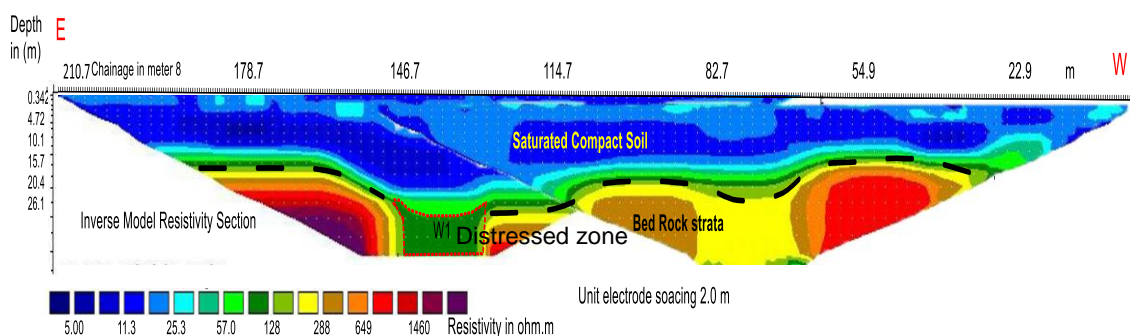 Depth
in (m)
E
W
210.7 Chainage in meter 8 178.7 146.7 114.7 82.7 54.9 22.9 m
0.342
4.72
10.1
15.7
20.4
26.1
Saturated Compact Soil
Inverse Model Resistivity Section
W1
Distressed zone
Bed Rock strata
Unit electrode soacing 2.0 m
5.00 11.3 25.3 57.0 128 288 649 1460 Resistivity in ohm.m